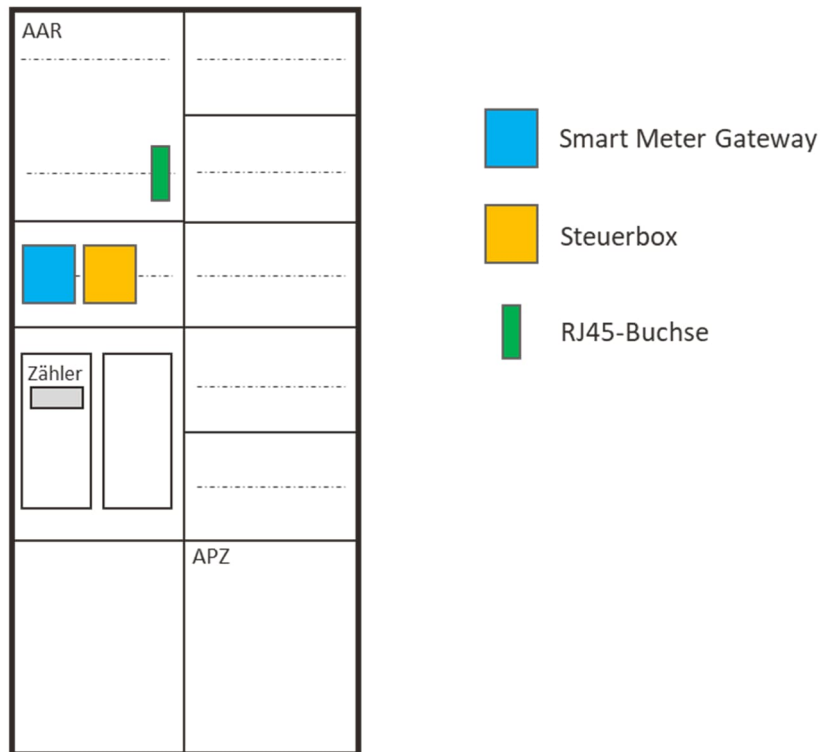 AAR
Smart Meter Gateway
Steuerbox
RJ45-Buchse
Zähler
APZ